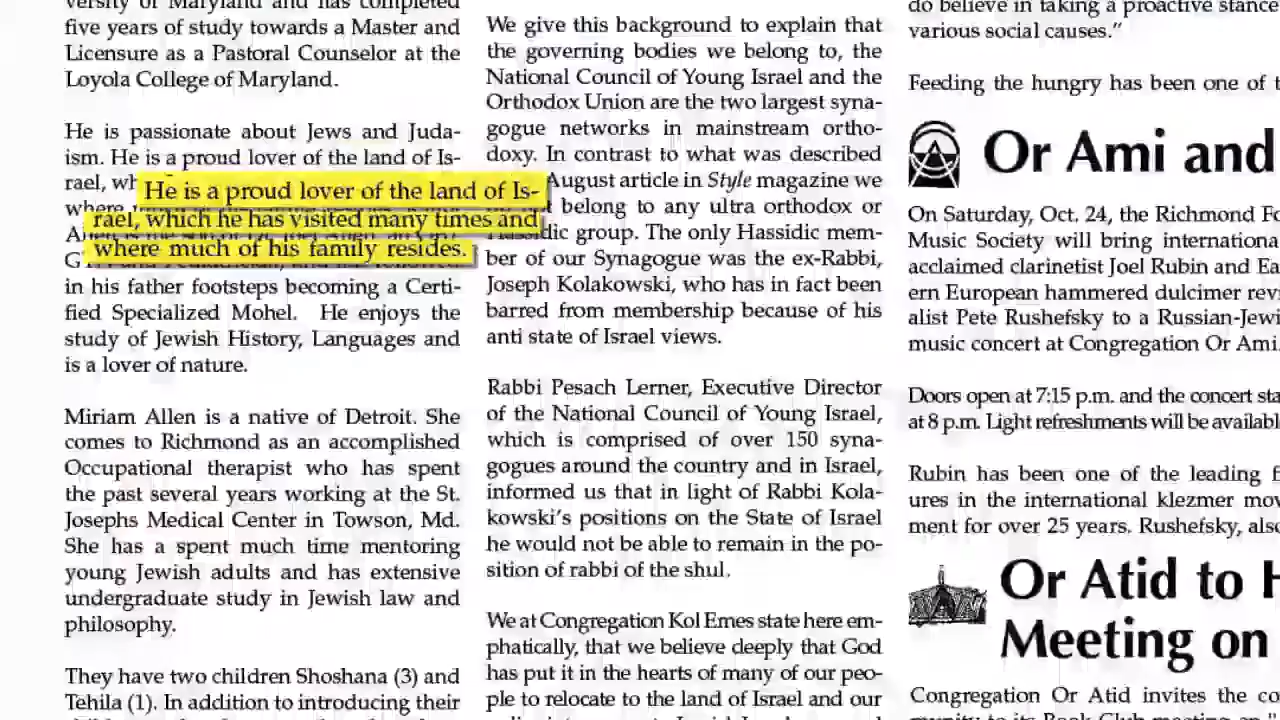 versity of Maryland and has completed
five years of study towards a Master and
Licensure as a Pastoral Counselor at the
Loyola College of Maryland.
He is passionate about Jews and Juda-
ism. He is a proud lover of the land of Is-
rael, wh
He is a proud lover of the land of Is-
rael, which he has visited many times and
where much of his family resides.
where
in his father footsteps becoming a Certi-
fied Specialized Mohel. He enjoys the
study of Jewish History, Languages and
is a lover of nature.
Miriam Allen is a native of Detroit. She
comes to Richmond as an accomplished
Occupational therapist who has spent
the past several years working at the St.
Josephs Medical Center in Towson, Md.
She has a spent much time mentoring
young Jewish adults and has extensive
undergraduate study in Jewish law and
philosophy.
They have two children Shoshana (3) and
Tehila (1). In addition to introducing their
We give this background to explain that
the governing bodies we belong to, the
National Council of Young Israel and the
Orthodox Union are the two largest syna-
gogue networks in mainstream ortho-
doxy. In contrast to what was described
August article in Style magazine we
belong to any ultra orthodox or
Hassidic group. The only Hassidic mem-
ber of our Synagogue was the ex-Rabbi,
Joseph Kolakowski, who has in fact been
barred from membership because of his
anti state of Israel views.
Rabbi Pesach Lerner, Executive Director
of the National Council of Young Israel,
which is comprised of over 150 syna-
gogues around the country and in Israel,
informed us that in light of Rabbi Kola-
kowski's positions on the State of Israel
he would not be able to remain in the po-
sition of rabbi of the shul.
We at Congregation Kol Emes state here em-
phatically, that we believe deeply that God
has put it in the hearts of many of our peo-
ple to relocate to the land of Israel and our
do believe in taking a proactive stance
various social causes."
Feeding the hungry has been one of t
Or Ami and
On Saturday, Oct. 24, the Richmond Fo
Music Society will bring internationa
acclaimed clarinetist Joel Rubin and Ea
ern European hammered dulcimer revi
alist Pete Rushefsky to a Russian-Jewi
music concert at Congregation Or Ami.
Doors open at 7:15 p.m. and the concert sta
at 8 p.m. Light refreshments will be availabl
Rubin has been one of the leading fi
ures in the international klezmer mov
ment for over 25 years. Rushefsky, also
Or Atid to H
Meeting on
Congregation Or Atid invites the co
munity to its Book Club meeting on